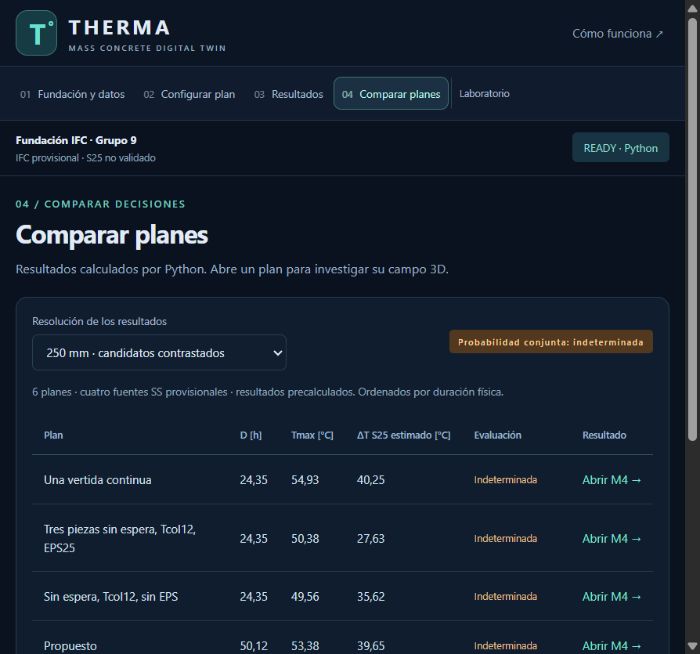 T°
THERMA
MASS CONCRETE DIGITAL TWIN
Cómo funciona ↗
01 Fundación y datos 02 Configurar plan 03 Resultados 04 Comparar planes Laboratorio
Fundación IFC · Grupo 9
IFC provisional · S25 no validado
READY · Python
04 / COMPARAR DECISIONES
Comparar planes
Resultados calculados por Python. Abre un plan para investigar su campo 3D.
Resolución de los resultados
250 mm · candidatos contrastados
Probabilidad conjunta: indeterminada
6 planes · cuatro fuentes SS provisionales · resultados precalculados. Ordenados por duración física.
Plan D [h] Tmax [°C] ΔT S25 estimado [°C] Evaluación Resultado
Una vertida continua 24,35 54,93 40,25 Indeterminada Abrir M4 →
Tres piezas sin espera, Tcol12,
EPS25 24,35 50,38 27,63 Indeterminada Abrir M4 →
Sin espera, Tcol12, sin EPS 24,35 49,56 35,62 Indeterminada Abrir M4 →
Propuesto 50,12 53,38 39,65 Indeterminada Abrir M4 →